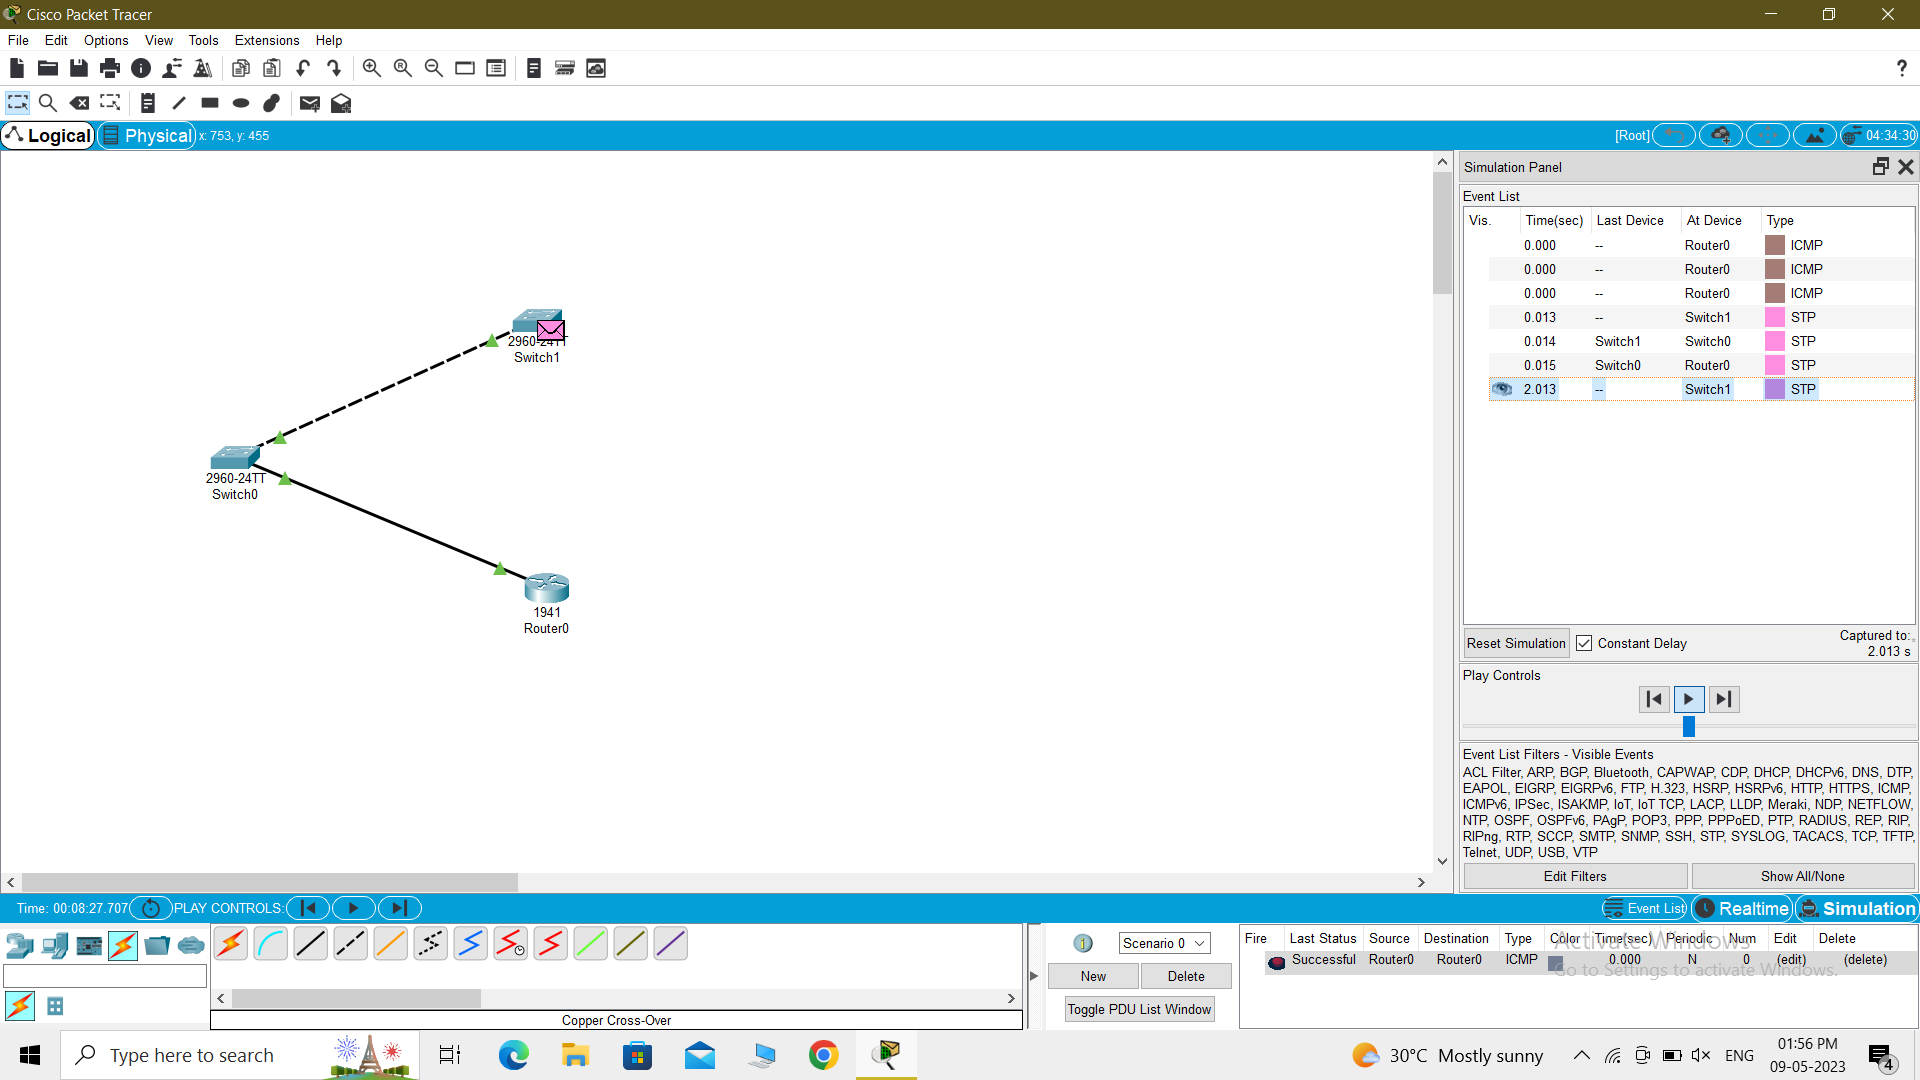 Cisco Packet Tracer
File Edit Options View Tools Extensions Help
?
Logical Physical x: 753, y: 455 [Root] 04:34:30
Simulation Panel
Event List
Vis. Time(sec) Last Device At Device Type
0.000 -- Router0 ICMP
0.000 -- Router0 ICMP
0.000 -- Router0 ICMP
0.013 -- Switch1 STP
0.014 Switch1 Switch0 STP
0.015 Switch0 Router0 STP
2.013 -- Switch1 STP
2960-24TT
Switch1
2960-24TT
Switch0
1941
Router0
Reset Simulation Constant Delay Captured to:
2.013 s
Play Controls
Event List Filters - Visible Events
ACL Filter, ARP, BGP, Bluetooth, CAPWAP, CDP, DHCP, DHCPv6, DNS, DTP,
EAPOL, EIGRP, EIGRPv6, FTP, H.323, HSRP, HSRPv6, HTTP, HTTPS, ICMP,
ICMPv6, IPSec, ISAKMP, IoT, IoT TCP, LACP, LLDP, Meraki, NDP, NETFLOW,
NTP, OSPF, OSPFv6, PAgP, POP3, PPP, PPPoED, PTP, RADIUS, REP, RIP,
RIPng, RTP, SCCP, SMTP, SNMP, SSH, STP, SYSLOG, TACACS, TCP, TFTP,
Telnet, UDP, USB, VTP
Edit Filters Show All/None
Time: 00:08:27.707 PLAY CONTROLS: Event List Realtime Simulation
Scenario 0
New Delete
Toggle PDU List Window
Fire Last Status Source Destination Type Color Time(sec) Periodic Num Edit Delete
Successful Router0 Router0 ICMP 0.000 N 0 (edit) (delete)
Activate Windows
Go to Settings to activate Windows.
Copper Cross-Over
Type here to search
30°C Mostly sunny ENG 01:56 PM
09-05-2023 4